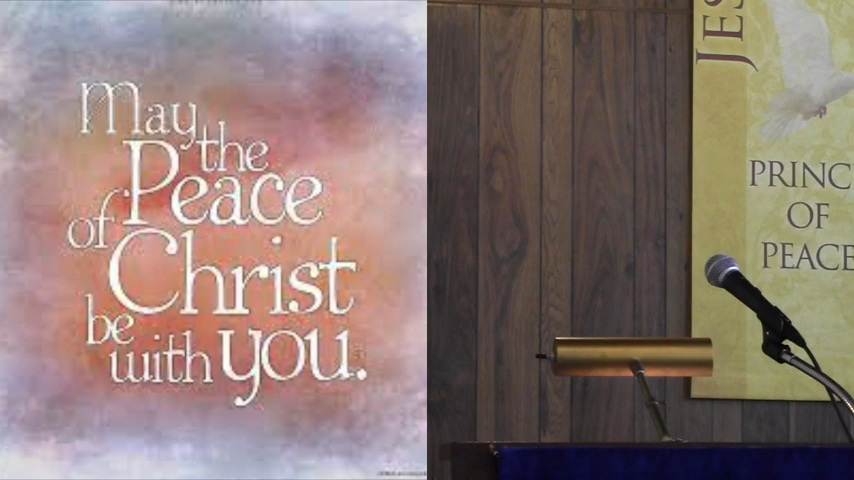 May
the
Peace
of
Christ
be
with you.
JES
PRINC
OF
PEACE